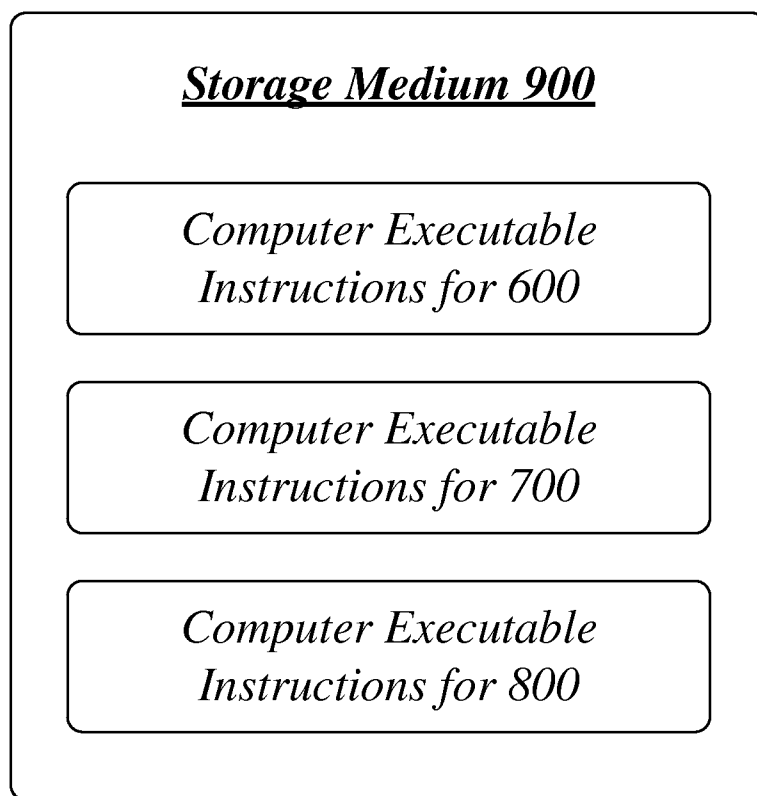 Storage Medium 900
Computer Executable
Instructions for 600
Computer Executable
Instructions for 700
Computer Executable
Instructions for 800